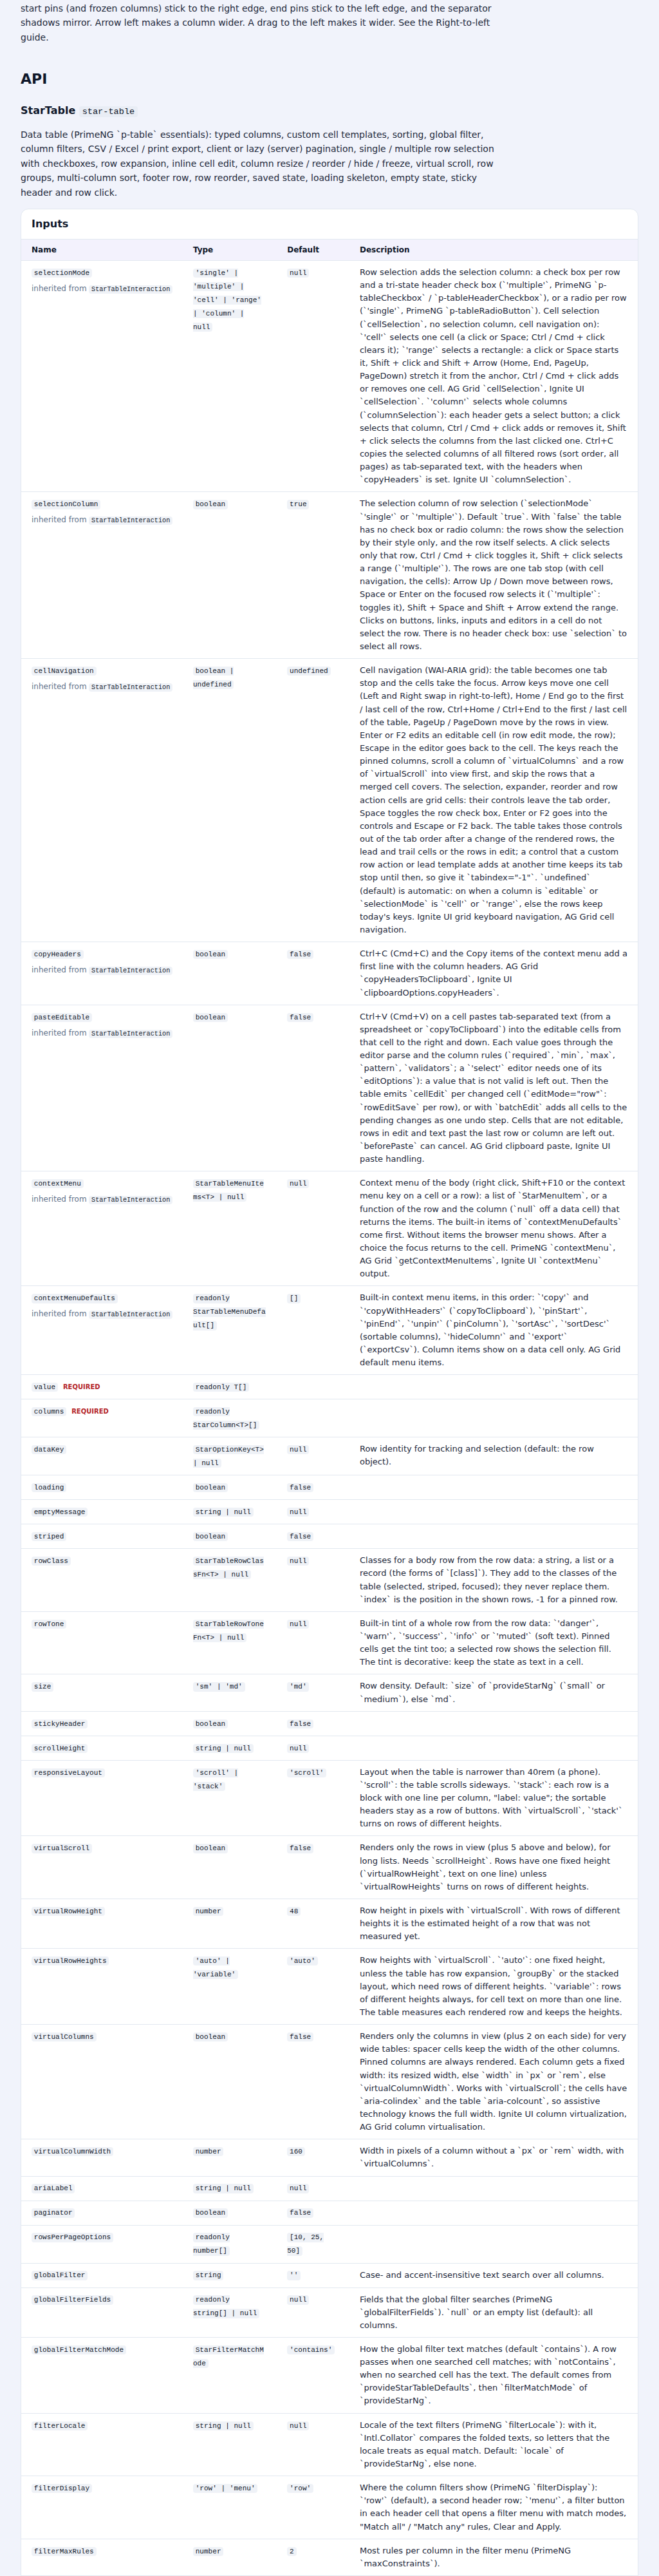 start pins (and frozen columns) stick to the right edge, end pins stick to the left edge, and the separator
shadows mirror. Arrow left makes a column wider. A drag to the left makes it wider. See the Right-to-left
guide.
API
StarTable star-table
Data table (PrimeNG `p-table` essentials): typed columns, custom cell templates, sorting, global filter,
column filters, CSV / Excel / print export, client or lazy (server) pagination, single / multiple row selection
with checkboxes, row expansion, inline cell edit, column resize / reorder / hide / freeze, virtual scroll, row
groups, multi-column sort, footer row, row reorder, saved state, loading skeleton, empty state, sticky
header and row click.
Inputs
Name Type Default Description
selectionMode 'single' | null Row selection adds the selection column: a check box per row
inherited from StarTableInteraction 'multiple' | and a tri-state header check box (`'multiple'`, PrimeNG `p-
'cell' | 'range' tableCheckbox` / `p-tableHeaderCheckbox`), or a radio per row
| 'column' | (`'single'`, PrimeNG `p-tableRadioButton`). Cell selection
null (`cellSelection`, no selection column, cell navigation on):
`'cell'` selects one cell (a click or Space; Ctrl / Cmd + click
clears it); `'range'` selects a rectangle: a click or Space starts
it, Shift + click and Shift + Arrow (Home, End, PageUp,
PageDown) stretch it from the anchor, Ctrl / Cmd + click adds
or removes one cell. AG Grid `cellSelection`, Ignite UI
`cellSelection`. `'column'` selects whole columns
(`columnSelection`): each header gets a select button; a click
selects that column, Ctrl / Cmd + click adds or removes it, Shift
+ click selects the columns from the last clicked one. Ctrl+C
copies the selected columns of all filtered rows (sort order, all
pages) as tab-separated text, with the headers when
`copyHeaders` is set. Ignite UI `columnSelection`.
selectionColumn boolean true The selection column of row selection (`selectionMode`
inherited from StarTableInteraction `'single'` or `'multiple'`). Default `true`. With `false` the table
has no check box or radio column: the rows show the selection
by their style only, and the row itself selects. A click selects
only that row, Ctrl / Cmd + click toggles it, Shift + click selects
a range (`'multiple'`). The rows are one tab stop (with cell
navigation, the cells): Arrow Up / Down move between rows,
Space or Enter on the focused row selects it (`'multiple'`:
toggles it), Shift + Space and Shift + Arrow extend the range.
Clicks on buttons, links, inputs and editors in a cell do not
select the row. There is no header check box: use `selection` to
select all rows.
cellNavigation boolean | undefined Cell navigation (WAI-ARIA grid): the table becomes one tab
inherited from StarTableInteraction undefined stop and the cells take the focus. Arrow keys move one cell
(Left and Right swap in right-to-left), Home / End go to the first
/ last cell of the row, Ctrl+Home / Ctrl+End to the first / last cell
of the table, PageUp / PageDown move by the rows in view.
Enter or F2 edits an editable cell (in row edit mode, the row);
Escape in the editor goes back to the cell. The keys reach the
pinned columns, scroll a column of `virtualColumns` and a row
of `virtualScroll` into view first, and skip the rows that a
merged cell covers. The selection, expander, reorder and row
action cells are grid cells: their controls leave the tab order,
Space toggles the row check box, Enter or F2 goes into the
controls and Escape or F2 back. The table takes those controls
out of the tab order after a change of the rendered rows, the
lead and trail cells or the rows in edit; a control that a custom
row action or lead template adds at another time keeps its tab
stop until then, so give it `tabindex="-1"`. `undefined`
(default) is automatic: on when a column is `editable` or
`selectionMode` is `'cell'` or `'range'`, else the rows keep
today's keys. Ignite UI grid keyboard navigation, AG Grid cell
navigation.
copyHeaders boolean false Ctrl+C (Cmd+C) and the Copy items of the context menu add a
inherited from StarTableInteraction first line with the column headers. AG Grid
`copyHeadersToClipboard`, Ignite UI
`clipboardOptions.copyHeaders`.
pasteEditable boolean false Ctrl+V (Cmd+V) on a cell pastes tab-separated text (from a
inherited from StarTableInteraction spreadsheet or `copyToClipboard`) into the editable cells from
that cell to the right and down. Each value goes through the
editor parse and the column rules (`required`, `min`, `max`,
`pattern`, `validators`; a `'select'` editor needs one of its
`editOptions`): a value that is not valid is left out. Then the
table emits `cellEdit` per changed cell (`editMode="row"`:
`rowEditSave` per row), or with `batchEdit` adds all cells to the
pending changes as one undo step. Cells that are not editable,
rows in edit and text past the last row or column are left out.
`beforePaste` can cancel. AG Grid clipboard paste, Ignite UI
paste handling.
contextMenu StarTableMenuIte null Context menu of the body (right click, Shift+F10 or the context
inherited from StarTableInteraction ms<T> | null menu key on a cell or a row): a list of `StarMenuItem`, or a
function of the row and the column (`null` off a data cell) that
returns the items. The built-in items of `contextMenuDefaults`
come first. Without items the browser menu shows. After a
choice the focus returns to the cell. PrimeNG `contextMenu`,
AG Grid `getContextMenuItems`, Ignite UI `contextMenu`
output.
contextMenuDefaults readonly [] Built-in context menu items, in this order: `'copy'` and
inherited from StarTableInteraction StarTableMenuDefa `'copyWithHeaders'` (`copyToClipboard`), `'pinStart'`,
ult[] `'pinEnd'`, `'unpin'` (`pinColumn`), `'sortAsc'`, `'sortDesc'`
(sortable columns), `'hideColumn'` and `'export'`
(`exportCsv`). Column items show on a data cell only. AG Grid
default menu items.
value REQUIRED readonly T[]
columns REQUIRED readonly
StarColumn<T>[]
dataKey StarOptionKey<T> null Row identity for tracking and selection (default: the row
| null object).
loading boolean false
emptyMessage string | null null
striped boolean false
rowClass StarTableRowClas null Classes for a body row from the row data: a string, a list or a
sFn<T> | null record (the forms of `[class]`). They add to the classes of the
table (selected, striped, focused); they never replace them.
`index` is the position in the shown rows, -1 for a pinned row.
rowTone StarTableRowTone null Built-in tint of a whole row from the row data: `'danger'`,
Fn<T> | null `'warn'`, `'success'`, `'info'` or `'muted'` (soft text). Pinned
cells get the tint too; a selected row shows the selection fill.
The tint is decorative: keep the state as text in a cell.
size 'sm' | 'md' 'md' Row density. Default: `size` of `provideStarNg` (`small` or
`medium`), else `md`.
stickyHeader boolean false
scrollHeight string | null null
responsiveLayout 'scroll' | 'scroll' Layout when the table is narrower than 40rem (a phone).
'stack' `'scroll'`: the table scrolls sideways. `'stack'`: each row is a
block with one line per column, "label: value"; the sortable
headers stay as a row of buttons. With `virtualScroll`, `'stack'`
turns on rows of different heights.
virtualScroll boolean false Renders only the rows in view (plus 5 above and below), for
long lists. Needs `scrollHeight`. Rows have one fixed height
(`virtualRowHeight`, text on one line) unless
`virtualRowHeights` turns on rows of different heights.
virtualRowHeight number 48 Row height in pixels with `virtualScroll`. With rows of different
heights it is the estimated height of a row that was not
measured yet.
virtualRowHeights 'auto' | 'auto' Row heights with `virtualScroll`. `'auto'`: one fixed height,
'variable' unless the table has row expansion, `groupBy` or the stacked
layout, which need rows of different heights. `'variable'`: rows
of different heights always, for cell text on more than one line.
The table measures each rendered row and keeps the heights.
virtualColumns boolean false Renders only the columns in view (plus 2 on each side) for very
wide tables: spacer cells keep the width of the other columns.
Pinned columns are always rendered. Each column gets a fixed
width: its resized width, else `width` in `px` or `rem`, else
`virtualColumnWidth`. Works with `virtualScroll`; the cells have
`aria-colindex` and the table `aria-colcount`, so assistive
technology knows the full width. Ignite UI column virtualization,
AG Grid column virtualisation.
virtualColumnWidth number 160 Width in pixels of a column without a `px` or `rem` width, with
`virtualColumns`.
ariaLabel string | null null
paginator boolean false
rowsPerPageOptions readonly [10, 25,
number[] 50]
globalFilter string '' Case- and accent-insensitive text search over all columns.
globalFilterFields readonly null Fields that the global filter searches (PrimeNG
string[] | null `globalFilterFields`). `null` or an empty list (default): all
columns.
globalFilterMatchMode StarFilterMatchM 'contains' How the global filter text matches (default `contains`). A row
ode passes when one searched cell matches; with `notContains`,
when no searched cell has the text. The default comes from
`provideStarTableDefaults`, then `filterMatchMode` of
`provideStarNg`.
filterLocale string | null null Locale of the text filters (PrimeNG `filterLocale`): with it,
`Intl.Collator` compares the folded texts, so letters that the
locale treats as equal match. Default: `locale` of
`provideStarNg`, else none.
filterDisplay 'row' | 'menu' 'row' Where the column filters show (PrimeNG `filterDisplay`):
`'row'` (default), a second header row; `'menu'`, a filter button
in each header cell that opens a filter menu with match modes,
"Match all" / "Match any" rules, Clear and Apply.
filterMaxRules number 2 Most rules per column in the filter menu (PrimeNG
`maxConstraints`).